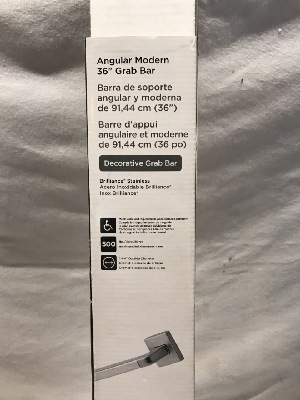 Angular Modern
36" Grab Bar
Barra de soporte
angular y moderna
de 91,44 cm (36")
Barre d'appui
angulaire et moderne
de 91,44 cm (36 po)
Decorative Grab Bar
Brilliance® Stainless
Acero Inoxidable Brilliance®
Inox Brilliance®
500